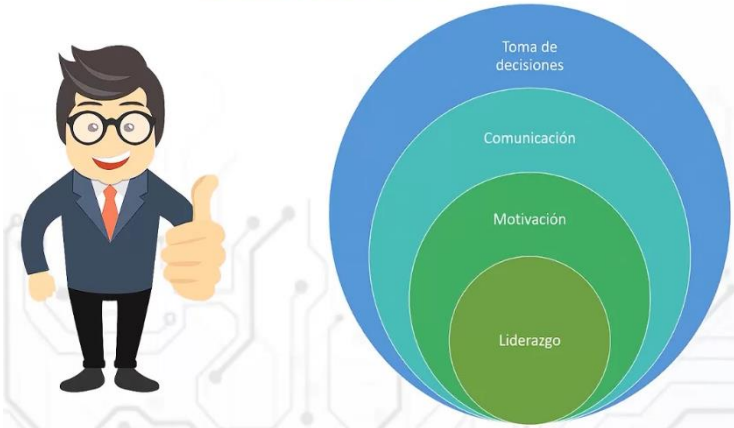 Toma de
decisiones
Comunicación
Motivación
Liderazgo